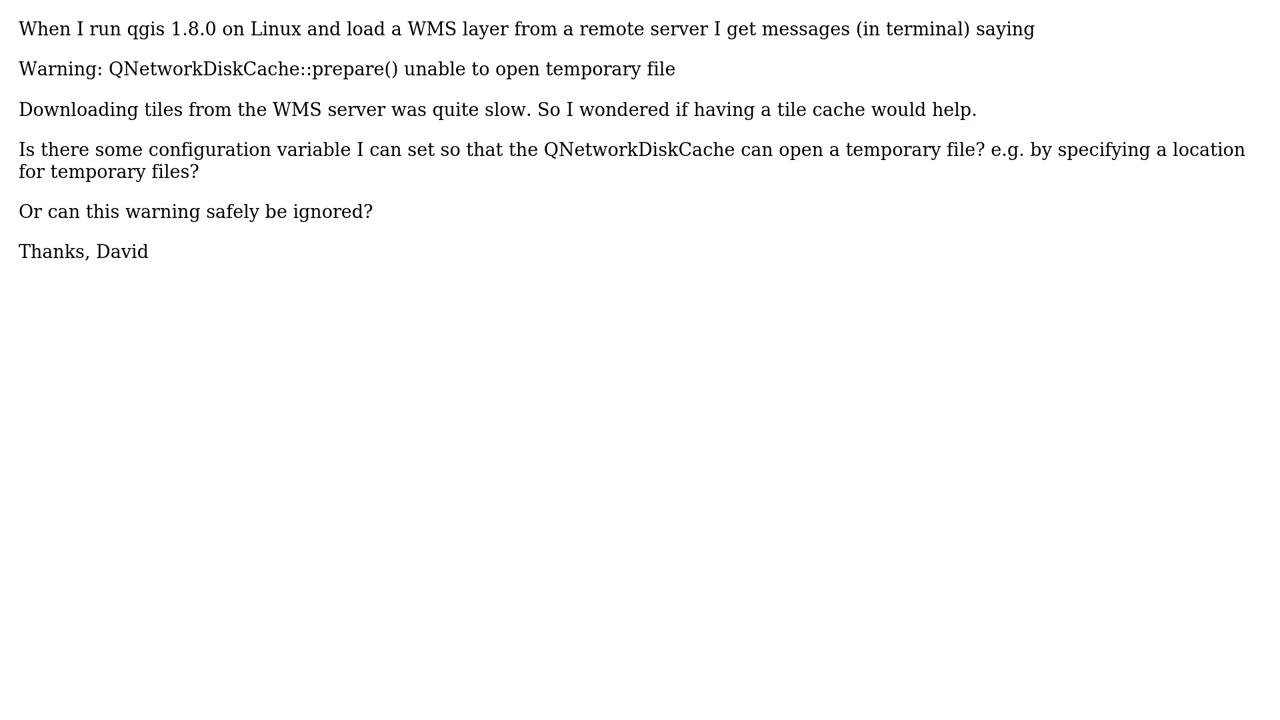 When I run qgis 1.8.0 on Linux and load a WMS layer from a remote server I get messages (in terminal) saying
Warning: QNetworkDiskCache::prepare() unable to open temporary file
Downloading tiles from the WMS server was quite slow. So I wondered if having a tile cache would help.
Is there some configuration variable I can set so that the QNetworkDiskCache can open a temporary file? e.g. by specifying a location
for temporary files?
Or can this warning safely be ignored?
Thanks, David